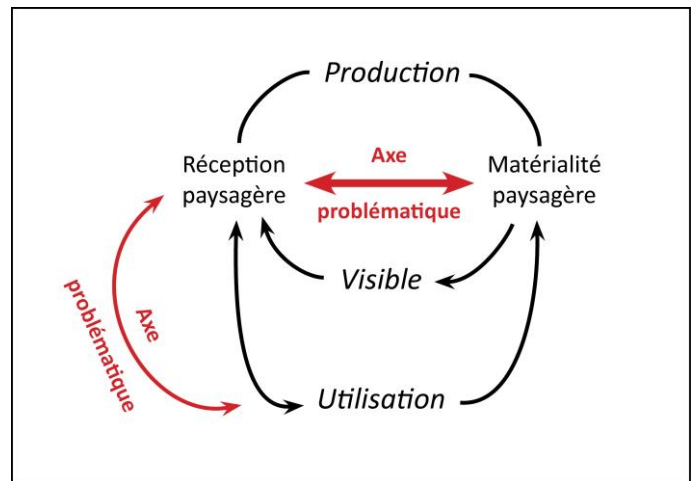 Production
Réception
paysagère
Axe
problématique
Matérialité
paysagère
Visible
Axe
problématique
Utilisation